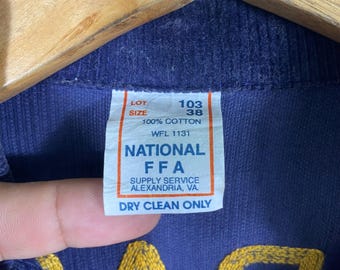 LOT 103
SIZE 38
100% COTTON
WFL 1131
NATIONAL
FFA
SUPPLY SERVICE
ALEXANDRIA, VA.
DRY CLEAN ONLY